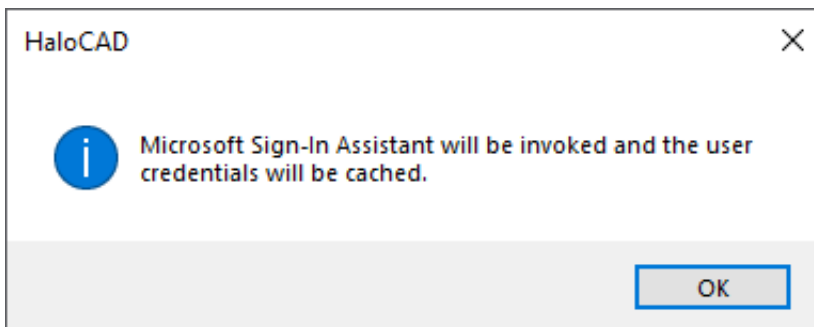 HaloCAD
Microsoft Sign-In Assistant will be invoked and the user
credentials will be cached.
OK